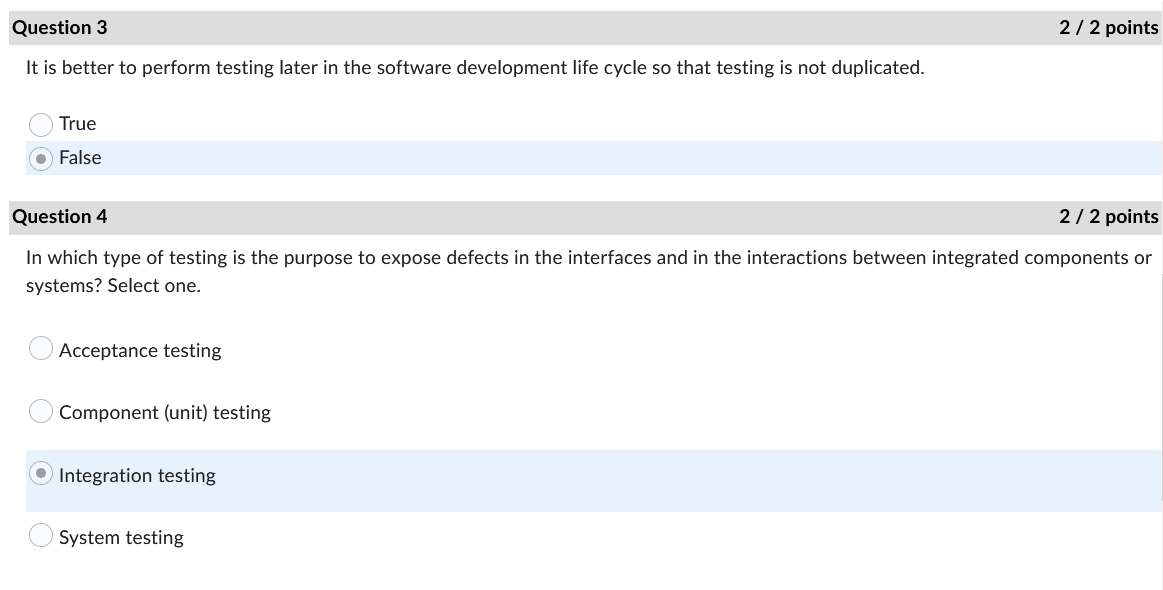 Question 3 2 / 2 points
It is better to perform testing later in the software development life cycle so that testing is not duplicated.
True
False
Question 4 2 / 2 points
In which type of testing is the purpose to expose defects in the interfaces and in the interactions between integrated components or
systems? Select one.
Acceptance testing
Component (unit) testing
Integration testing
System testing